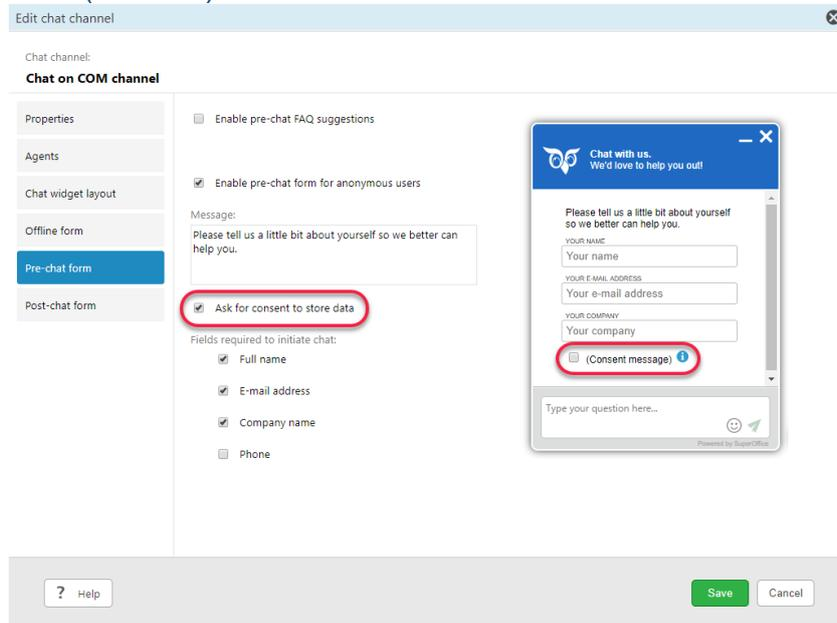 Edit chat channel
Chat channel:
Chat on COM channel
Properties
Agents
Chat widget layout
Offline form
Pre-chat form
Post-chat form
Enable pre-chat FAQ suggestions
Enable pre-chat form for anonymous users
Message:
Please tell us a little bit about yourself so we better can
help you.
Ask for consent to store data
Fields required to initiate chat:
Full name
E-mail address
Company name
Phone
Chat with us.
We'd love to help you out!
Please tell us a little bit about yourself
so we better can help you.
YOUR NAME
Your name
YOUR E-MAIL ADDRESS
Your e-mail address
YOUR COMPANY
Your company
(Consent message)
Type your question here...
Powered by SuperOffice
? Help
Save
Cancel